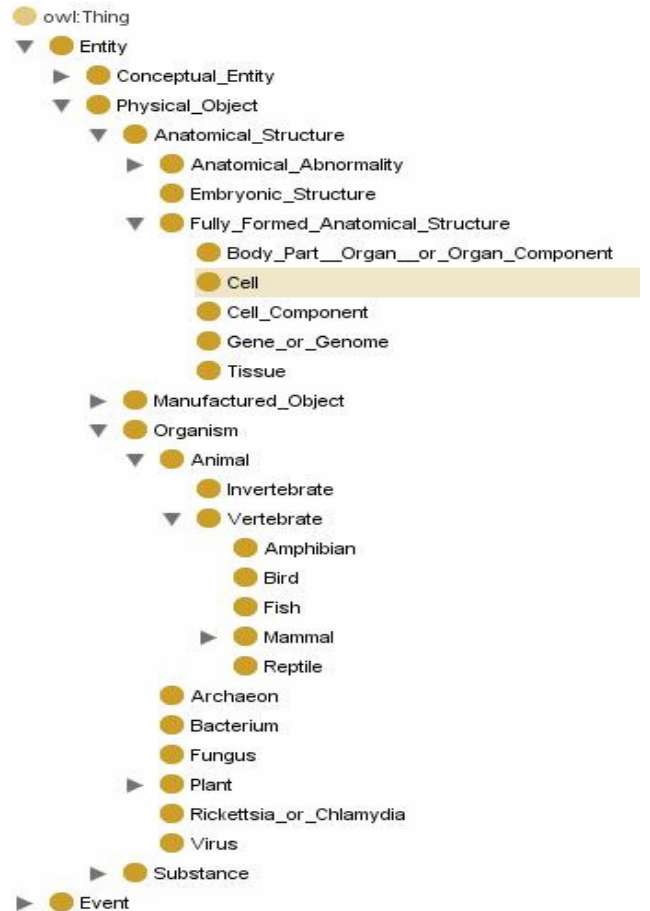 owl:Thing
Entity
Conceptual_Entity
Physical_Object
Anatomical_Structure
Anatomical_Abnormality
Embryonic_Structure
Fully_Formed_Anatomical_Structure
Body_Part__Organ__or_Organ_Component
Cell
Cell_Component
Gene_or_Genome
Tissue
Manufactured_Object
Organism
Animal
Invertebrate
Vertebrate
Amphibian
Bird
Fish
Mammal
Reptile
Archaeon
Bacterium
Fungus
Plant
Rickettsia_or_Chlamydia
Virus
Substance
Event